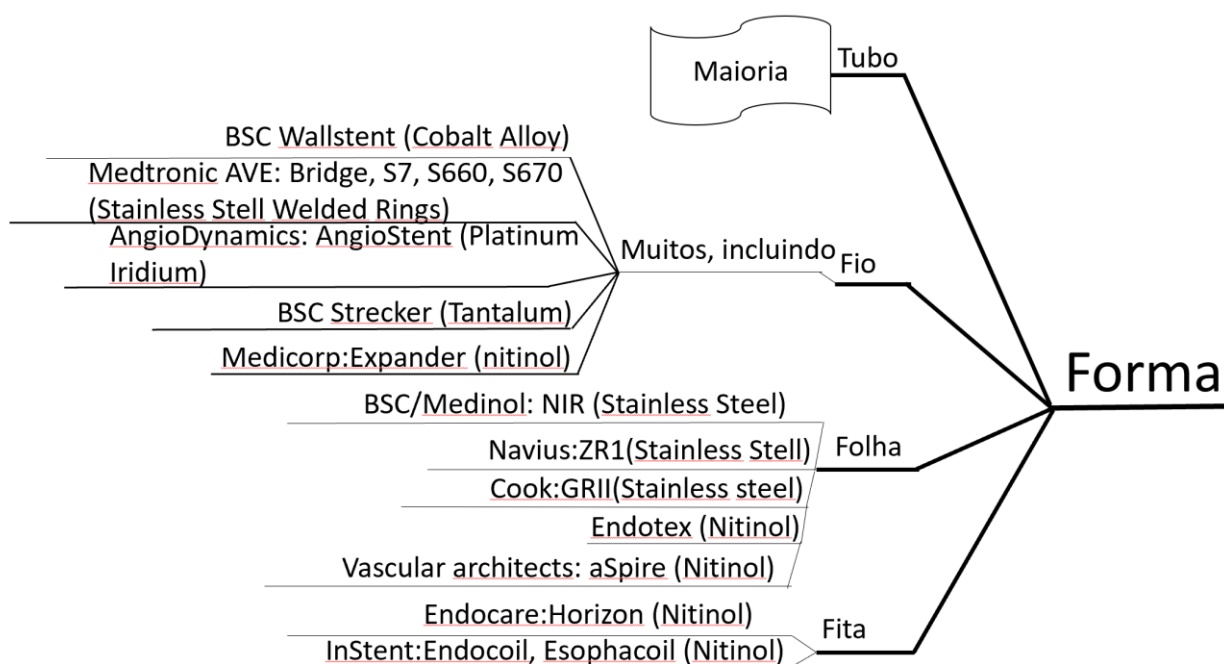 Maioria
Tubo
BSC Wallstent (Cobalt Alloy)
Medtronic AVE: Bridge, S7, S660, S670
(Stainless Stell Welded Rings)
AngioDynamics: AngioStent (Platinum
Iridium)
BSC Strecker (Tantalum)
Medicorp:Expander (nitinol)
Muitos, incluindo
Fio
Forma
BSC/Medinol: NIR (Stainless Steel)
Navius:ZR1(Stainless Stell)
Cook:GRII(Stainless steel)
Endotex (Nitinol)
Vascular architects: aSpire (Nitinol)
Folha
Endocare:Horizon (Nitinol)
InStent:Endocoil, Esophacoil (Nitinol)
Fita